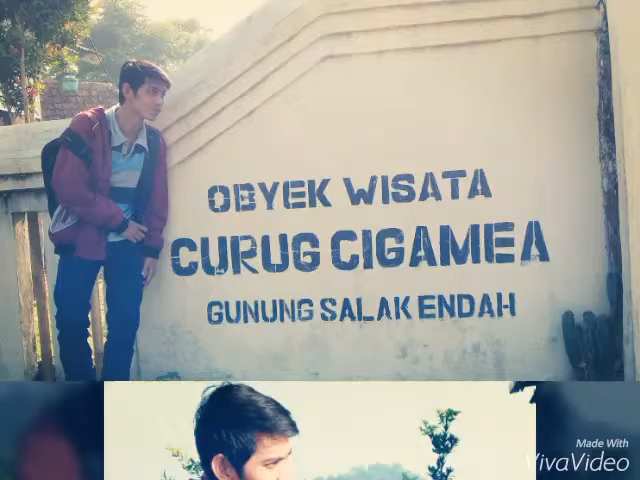 OBYEK WISATA
CURUG CIGAMEA
GUNUNG SALAK ENDAH
Made With
VivaVideo